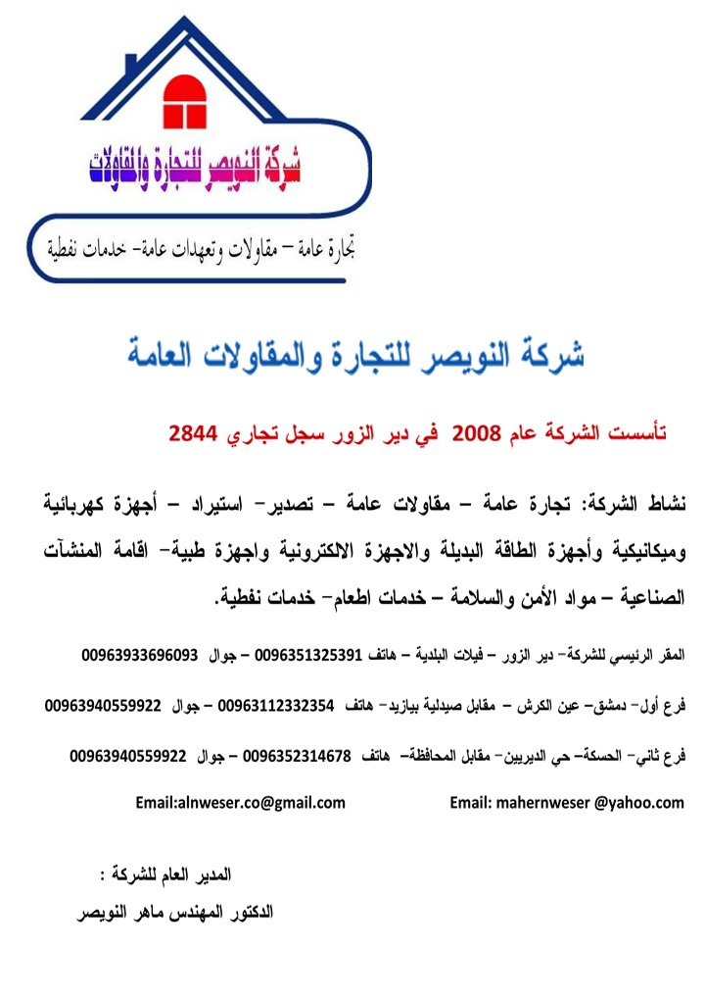 شركة النويصر للتجارة والمقاولات
تجارة عامة – مقاولات وتعهدات عامة- خدمات نفطية
شركة النويصر للتجارة والمقاولات العامة
تأسست الشركة عام 2008 في دير الزور سجل تجاري 2844
نشاط الشركة: تجارة عامة – مقاولات عامة – تصدير- استيراد – أجهزة كهربائية
وميكانيكية وأجهزة الطاقة البديلة والاجهزة الالكترونية واجهزة طبية- اقامة المنشآت
الصناعية – مواد الأمن والسلامة – خدمات اطعام- خدمات نفطية.
المقر الرئيسي للشركة- دير الزور – فيلات البلدية – هاتف 0096351325391 – جوال 00963933696093
فرع أول- دمشق– عين الكرش – مقابل صيدلية بيازيد- هاتف 00963112332354 – جوال 00963940559922
فرع ثاني- الحسكة– حي الديريين- مقابل المحافظة– هاتف 0096352314678 – جوال 00963940559922
Email:alnweser.co@gmail.com Email: mahernweser @yahoo.com
المدير العام للشركة :
الدكتور المهندس ماهر النويصر